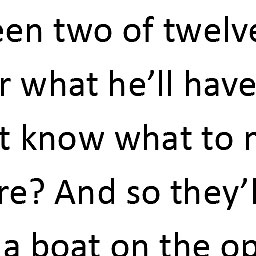 een two of twelve
r what he’ll have
t know what to
re? And so they’l
a boat on the op